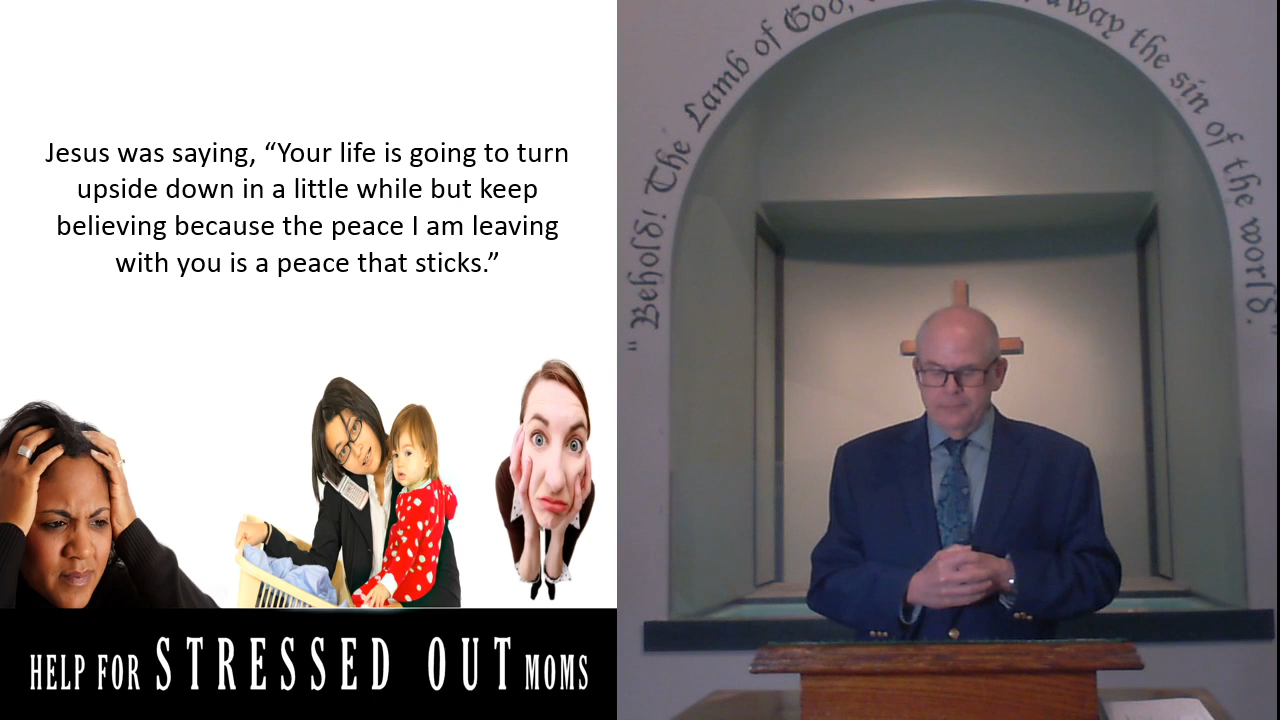 Jesus was saying, “Your life is going to turn
upside down in a little while but keep
believing because the peace I am leaving
with you is a peace that sticks.”
HELP FOR STRESSED OUT MOMS
"Behold! The Lamb of God, away the sin of the world."